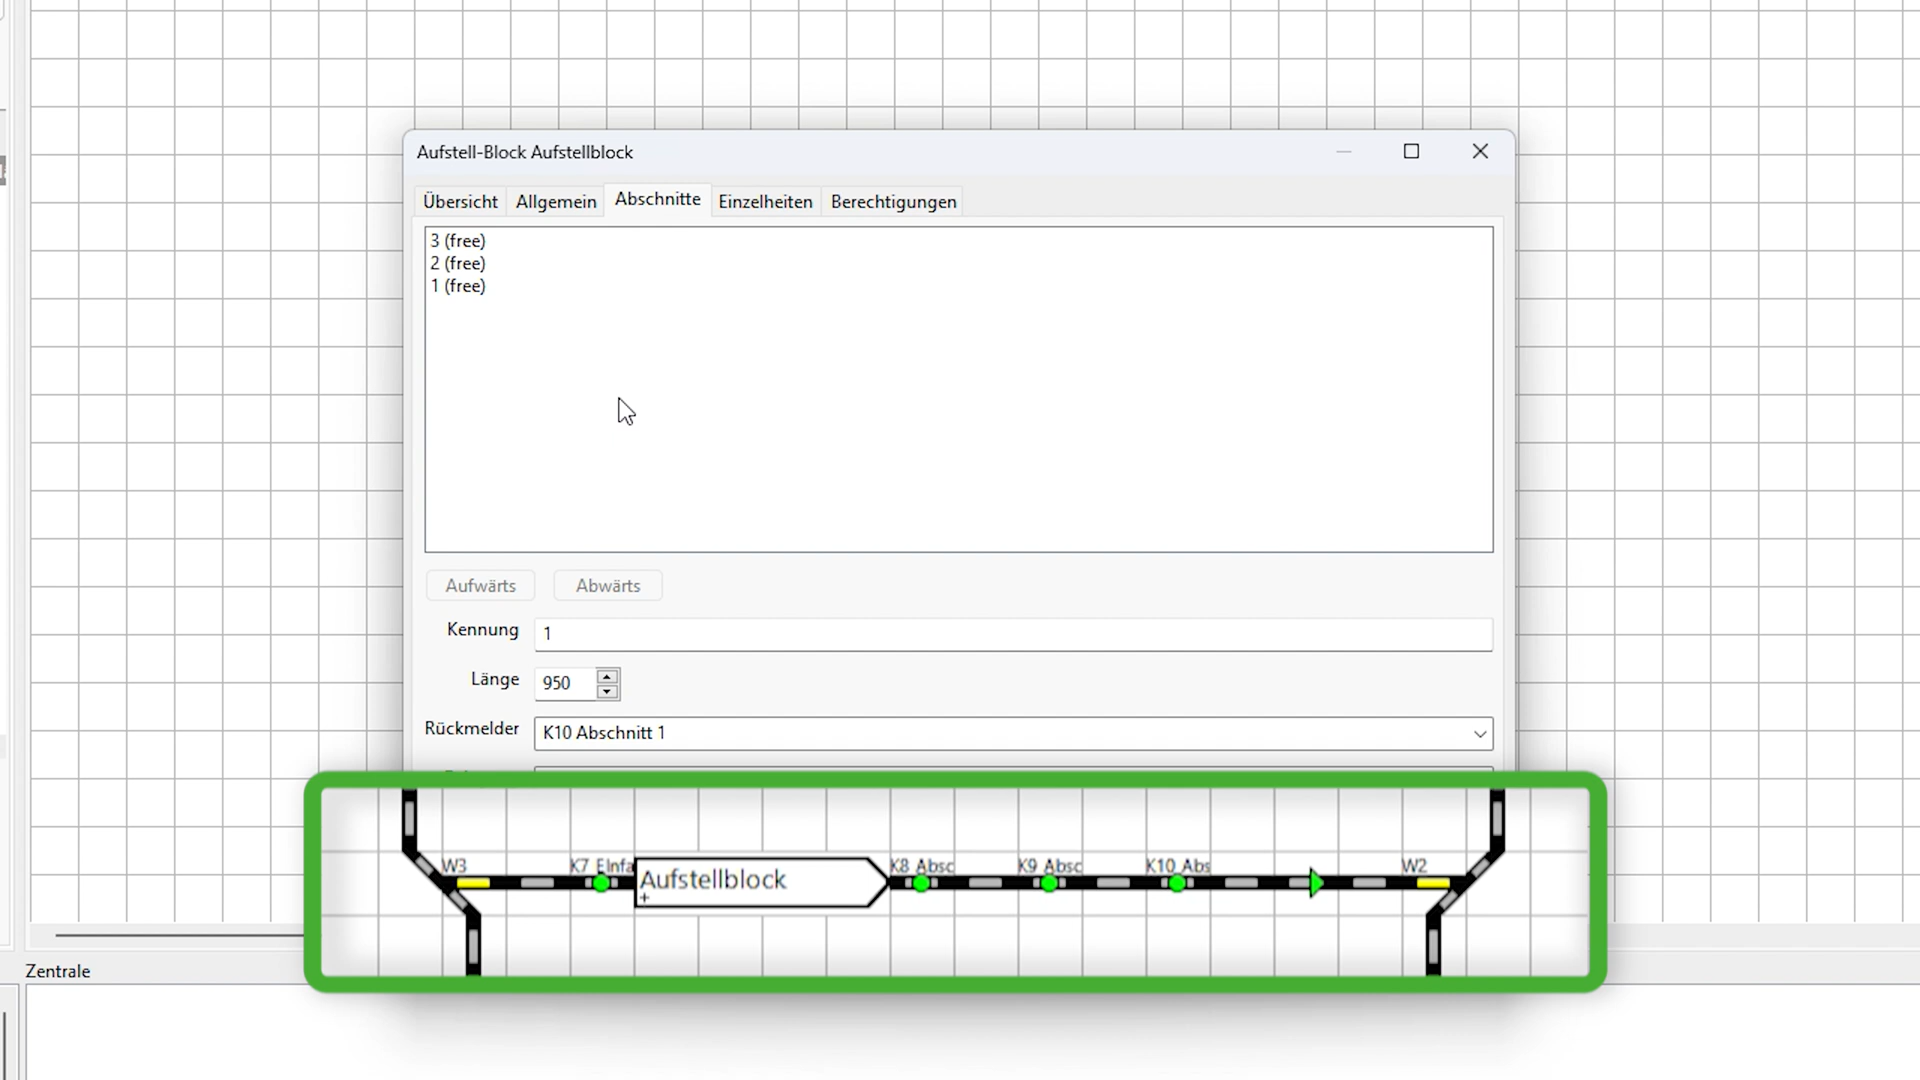 Aufstell-Block Aufstellblock
Übersicht Allgemein Abschnitte Einzelheiten Berechtigungen
3 (free)
2 (free)
1 (free)
Aufwärts Abwärts
Kennung 1
Länge 950
Rückmelder K10 Abschnitt 1
W3 K7 EInfa Aufstellblock K8 Absc K9 Absc K10 Abs W2
+
Zentrale